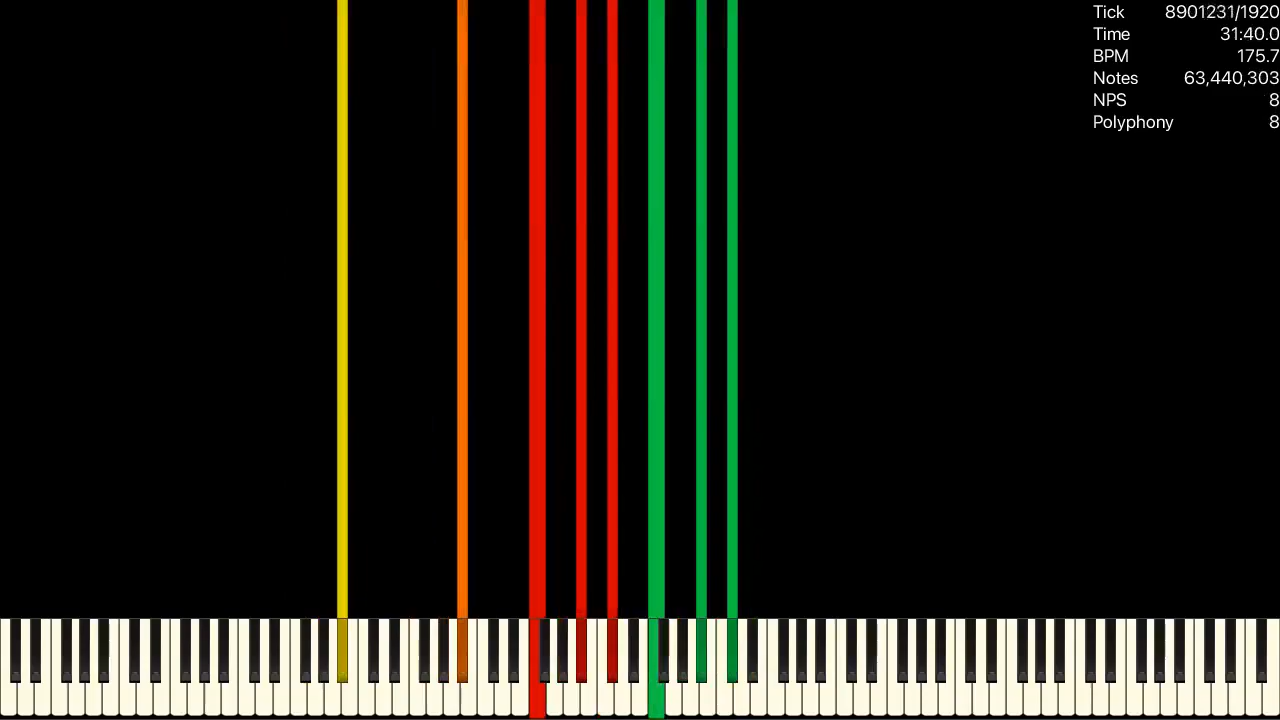 Tick 8901231/1920
Time 31:40.0
BPM 175.7
Notes 63,440,303
NPS 8
Polyphony 8